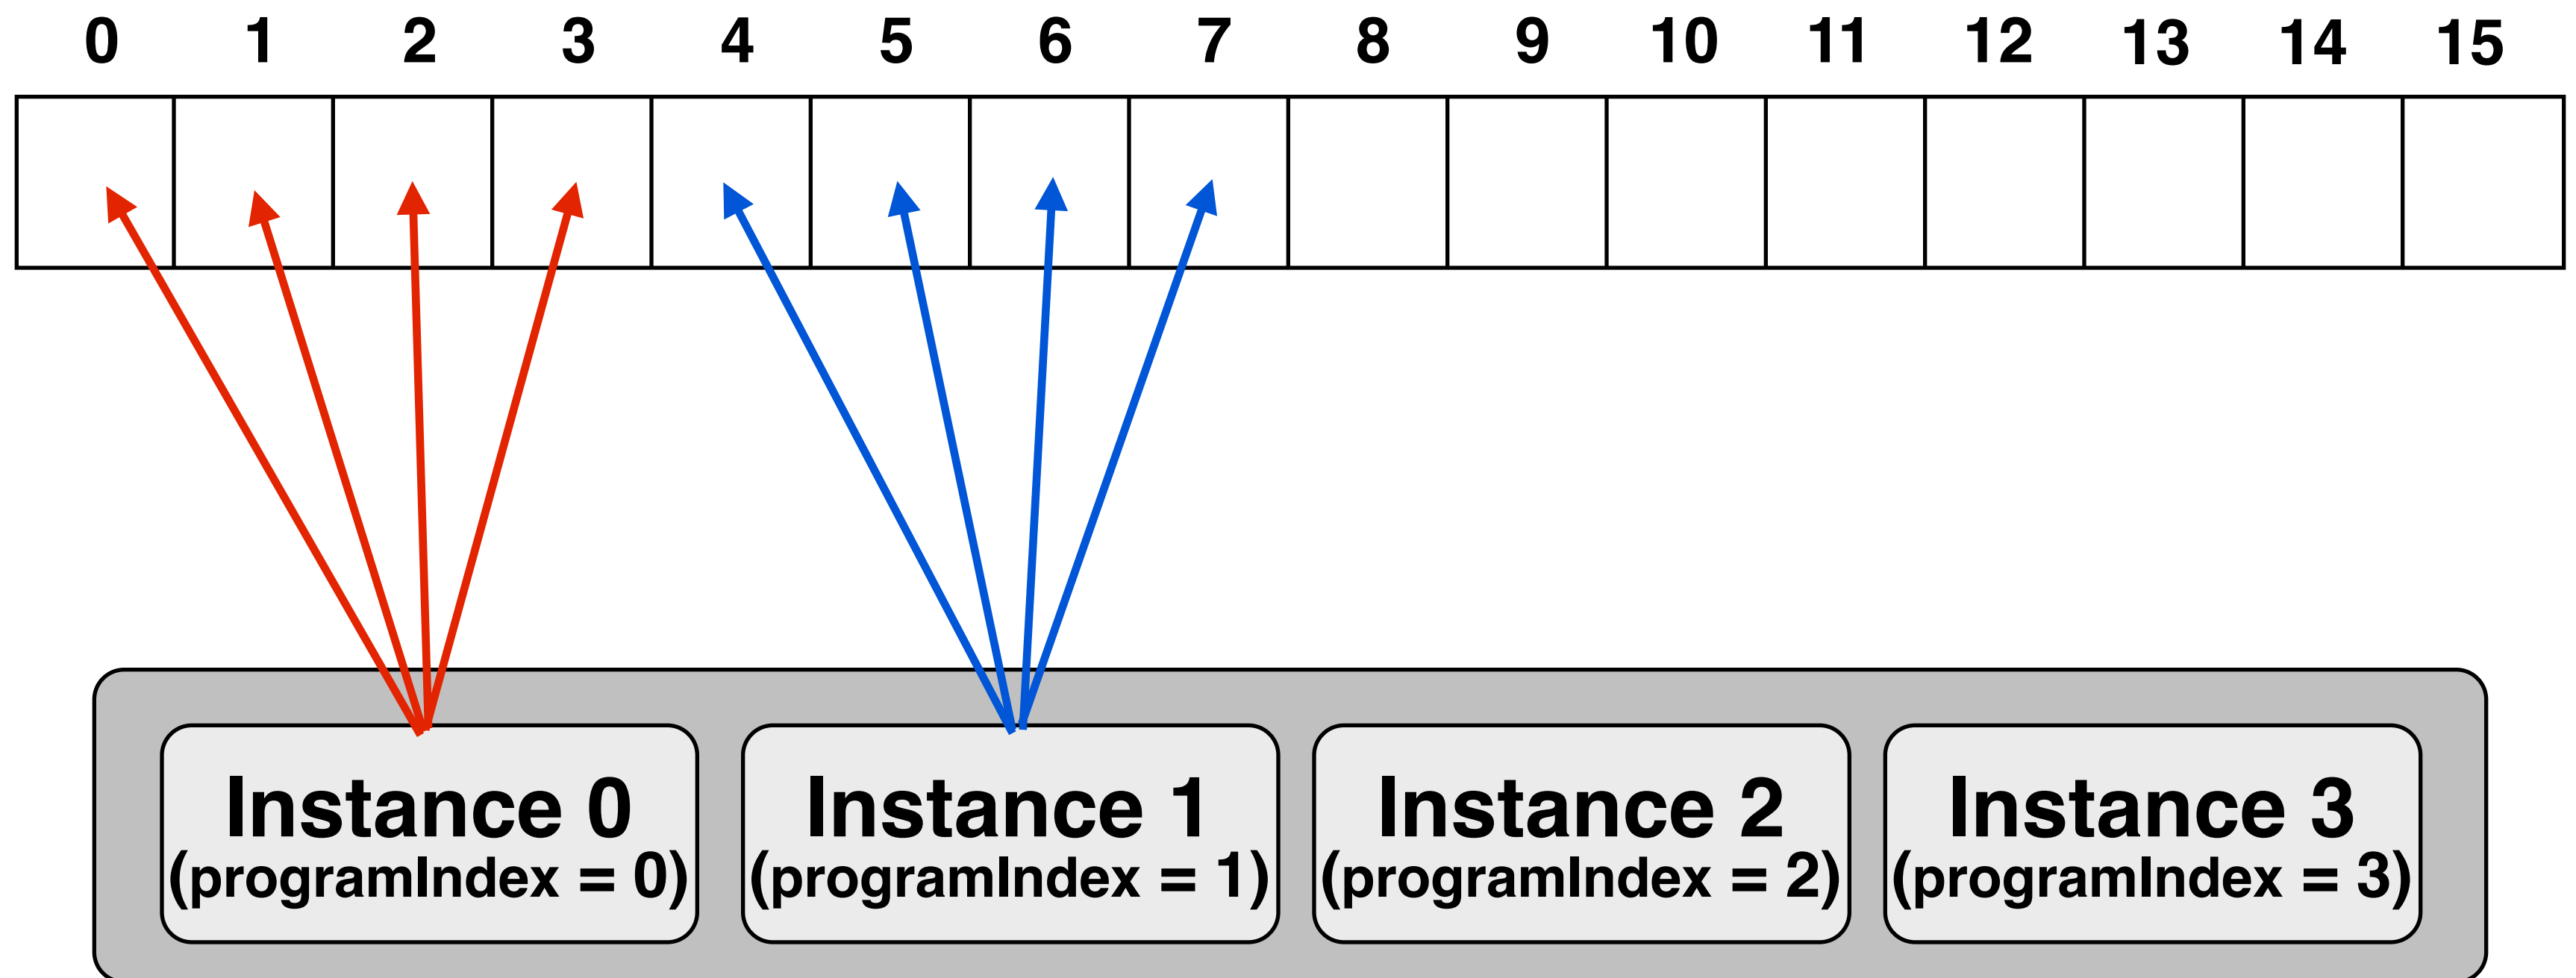 0 1 2 3 4 5 6 7 8 9 10 11 12 13 14 15
Instance 0
(programIndex = 0)
Instance 1
(programIndex = 1)
Instance 2
(programIndex = 2)
Instance 3
(programIndex = 3)